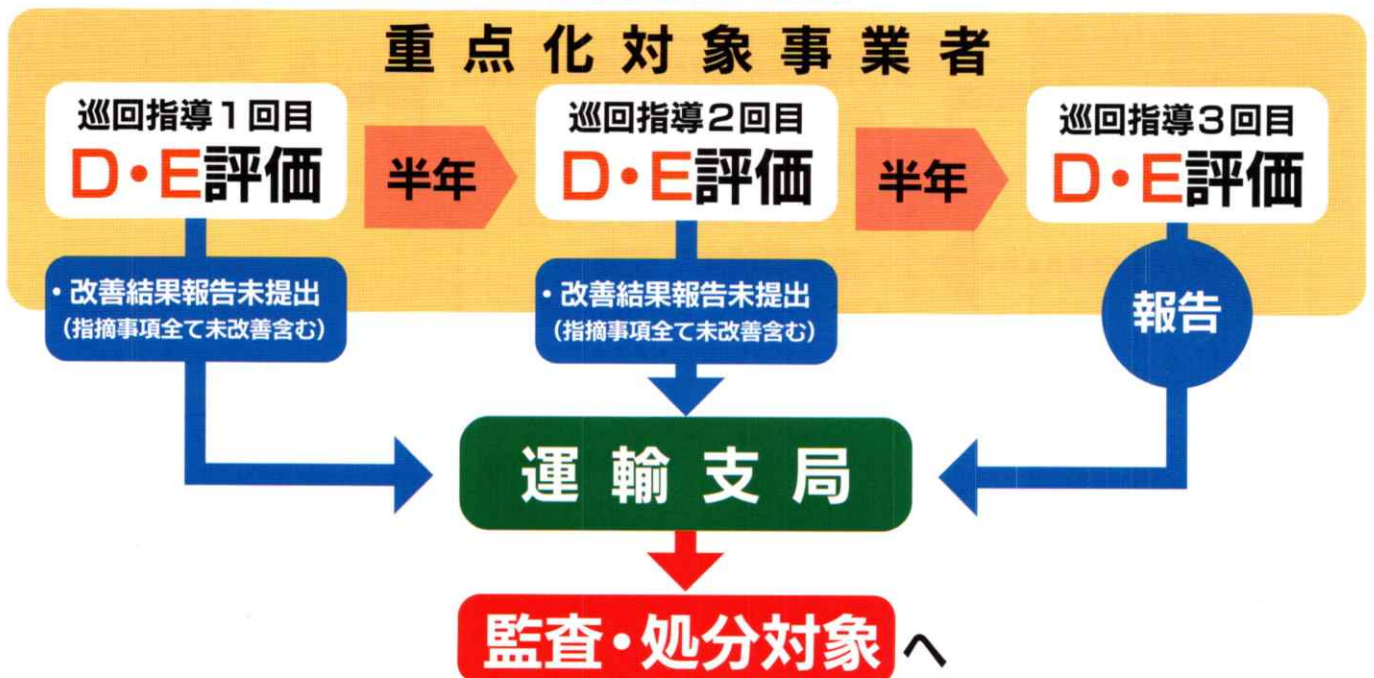 重点化対象事業者
巡回指導1回目
D・E評価
半年
巡回指導2回目
D・E評価
半年
巡回指導3回目
D・E評価
・改善結果報告未提出
(指摘事項全て未改善含む)
・改善結果報告未提出
(指摘事項全て未改善含む)
報告
運輸支局
監査・処分対象へ